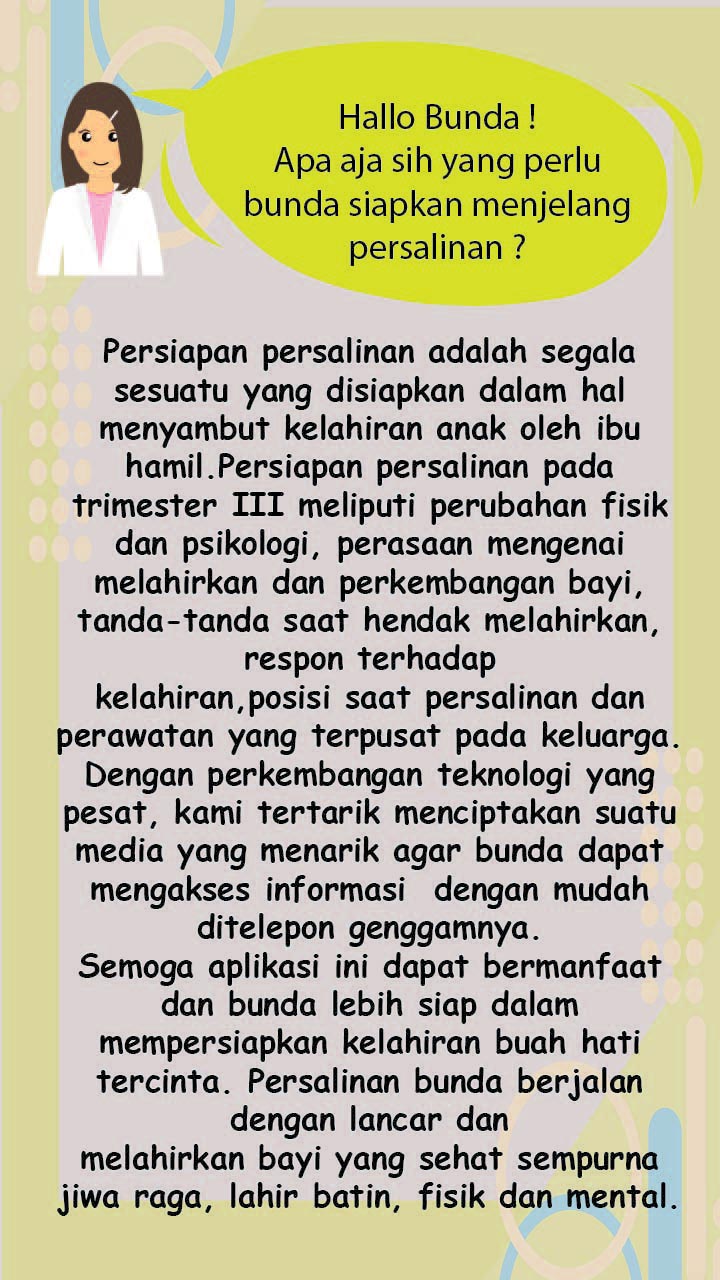 Hallo Bunda !
Apa aja sih yang perlu
bunda siapkan menjelang
persalinan ?
Persiapan persalinan adalah segala
sesuatu yang disiapkan dalam hal
menyambut kelahiran anak oleh ibu
hamil.Persiapan persalinan pada
trimester III meliputi perubahan fisik
dan psikologi, perasaan mengenai
melahirkan dan perkembangan bayi,
tanda-tanda saat hendak melahirkan,
respon terhadap
kelahiran,posisi saat persalinan dan
perawatan yang terpusat pada keluarga.
Dengan perkembangan teknologi yang
pesat, kami tertarik menciptakan suatu
media yang menarik agar bunda dapat
mengakses informasi dengan mudah
ditelepon genggamnya.
Semoga aplikasi ini dapat bermanfaat
dan bunda lebih siap dalam
mempersiapkan kelahiran buah hati
tercinta. Persalinan bunda berjalan
dengan lancar dan
melahirkan bayi yang sehat sempurna
jiwa raga, lahir batin, fisik dan mental.